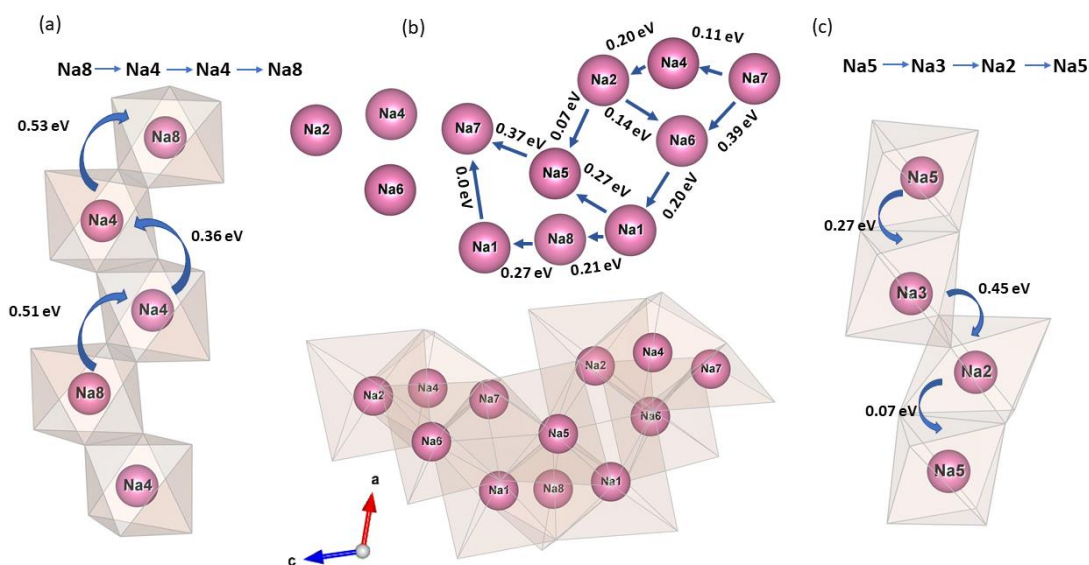 (a)
Na8 → Na4 → Na4 → Na8
0.53 eV
Na8
Na4
0.36 eV
Na4
0.51 eV
Na8
Na4
(b)
0.20 eV
0.11 eV
Na2
Na4
Na7
Na2
Na4
Na7
0.37 eV
0.07 eV
0.14 eV
Na6
0.39 eV
Na6
Na5
0.27 eV
0.20 eV
0.0 eV
Na1
Na8
Na1
0.27 eV
0.21 eV
Na2
Na4
Na7
Na6
Na5
Na2
Na4
Na7
Na6
Na1
Na8
Na1
a
c
(c)
Na5 → Na3 → Na2 → Na5
Na5
0.27 eV
Na3
0.45 eV
Na2
0.07 eV
Na5